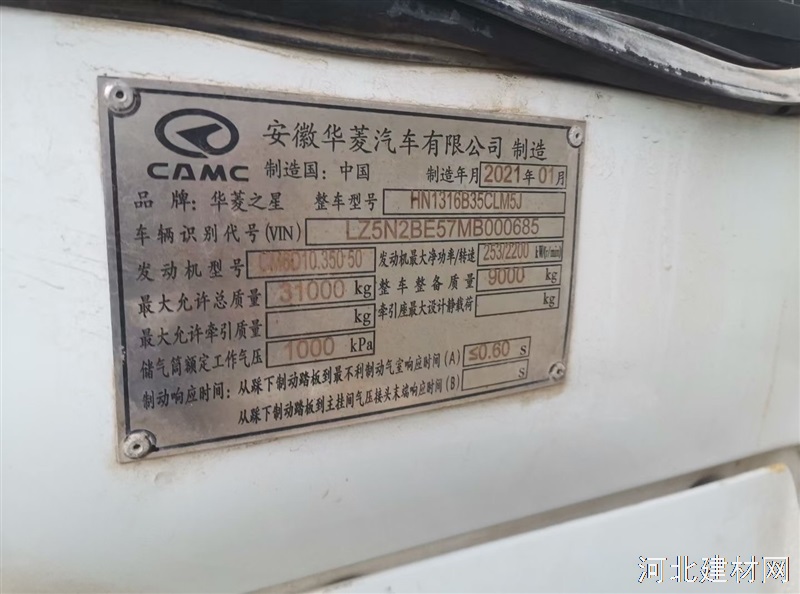 CAMC 安徽华菱汽车有限公司 制造
制造国：中国 制造年月 2021年01月
品 牌：华菱之星 整车型号 HN1316B35CLM5J
车辆识别代号(VIN) LZ5N2BE57MB000685
发动机型号 CM6D10.350-50 发动机最大净功率/转速 253/2200 kW(r/min)
最大允许总质量 31000 kg 整车整备质量 9000 kg
最大允许牵引质量 kg 牵引座最大设计静载荷 kg
储气筒额定工作气压 1000 kPa
制动响应时间：从踩下制动踏板到最不利制动气室响应时间(A) ≤0.60 s
从踩下制动踏板到主挂间气压接头末端响应时间(B) s
河北建材网